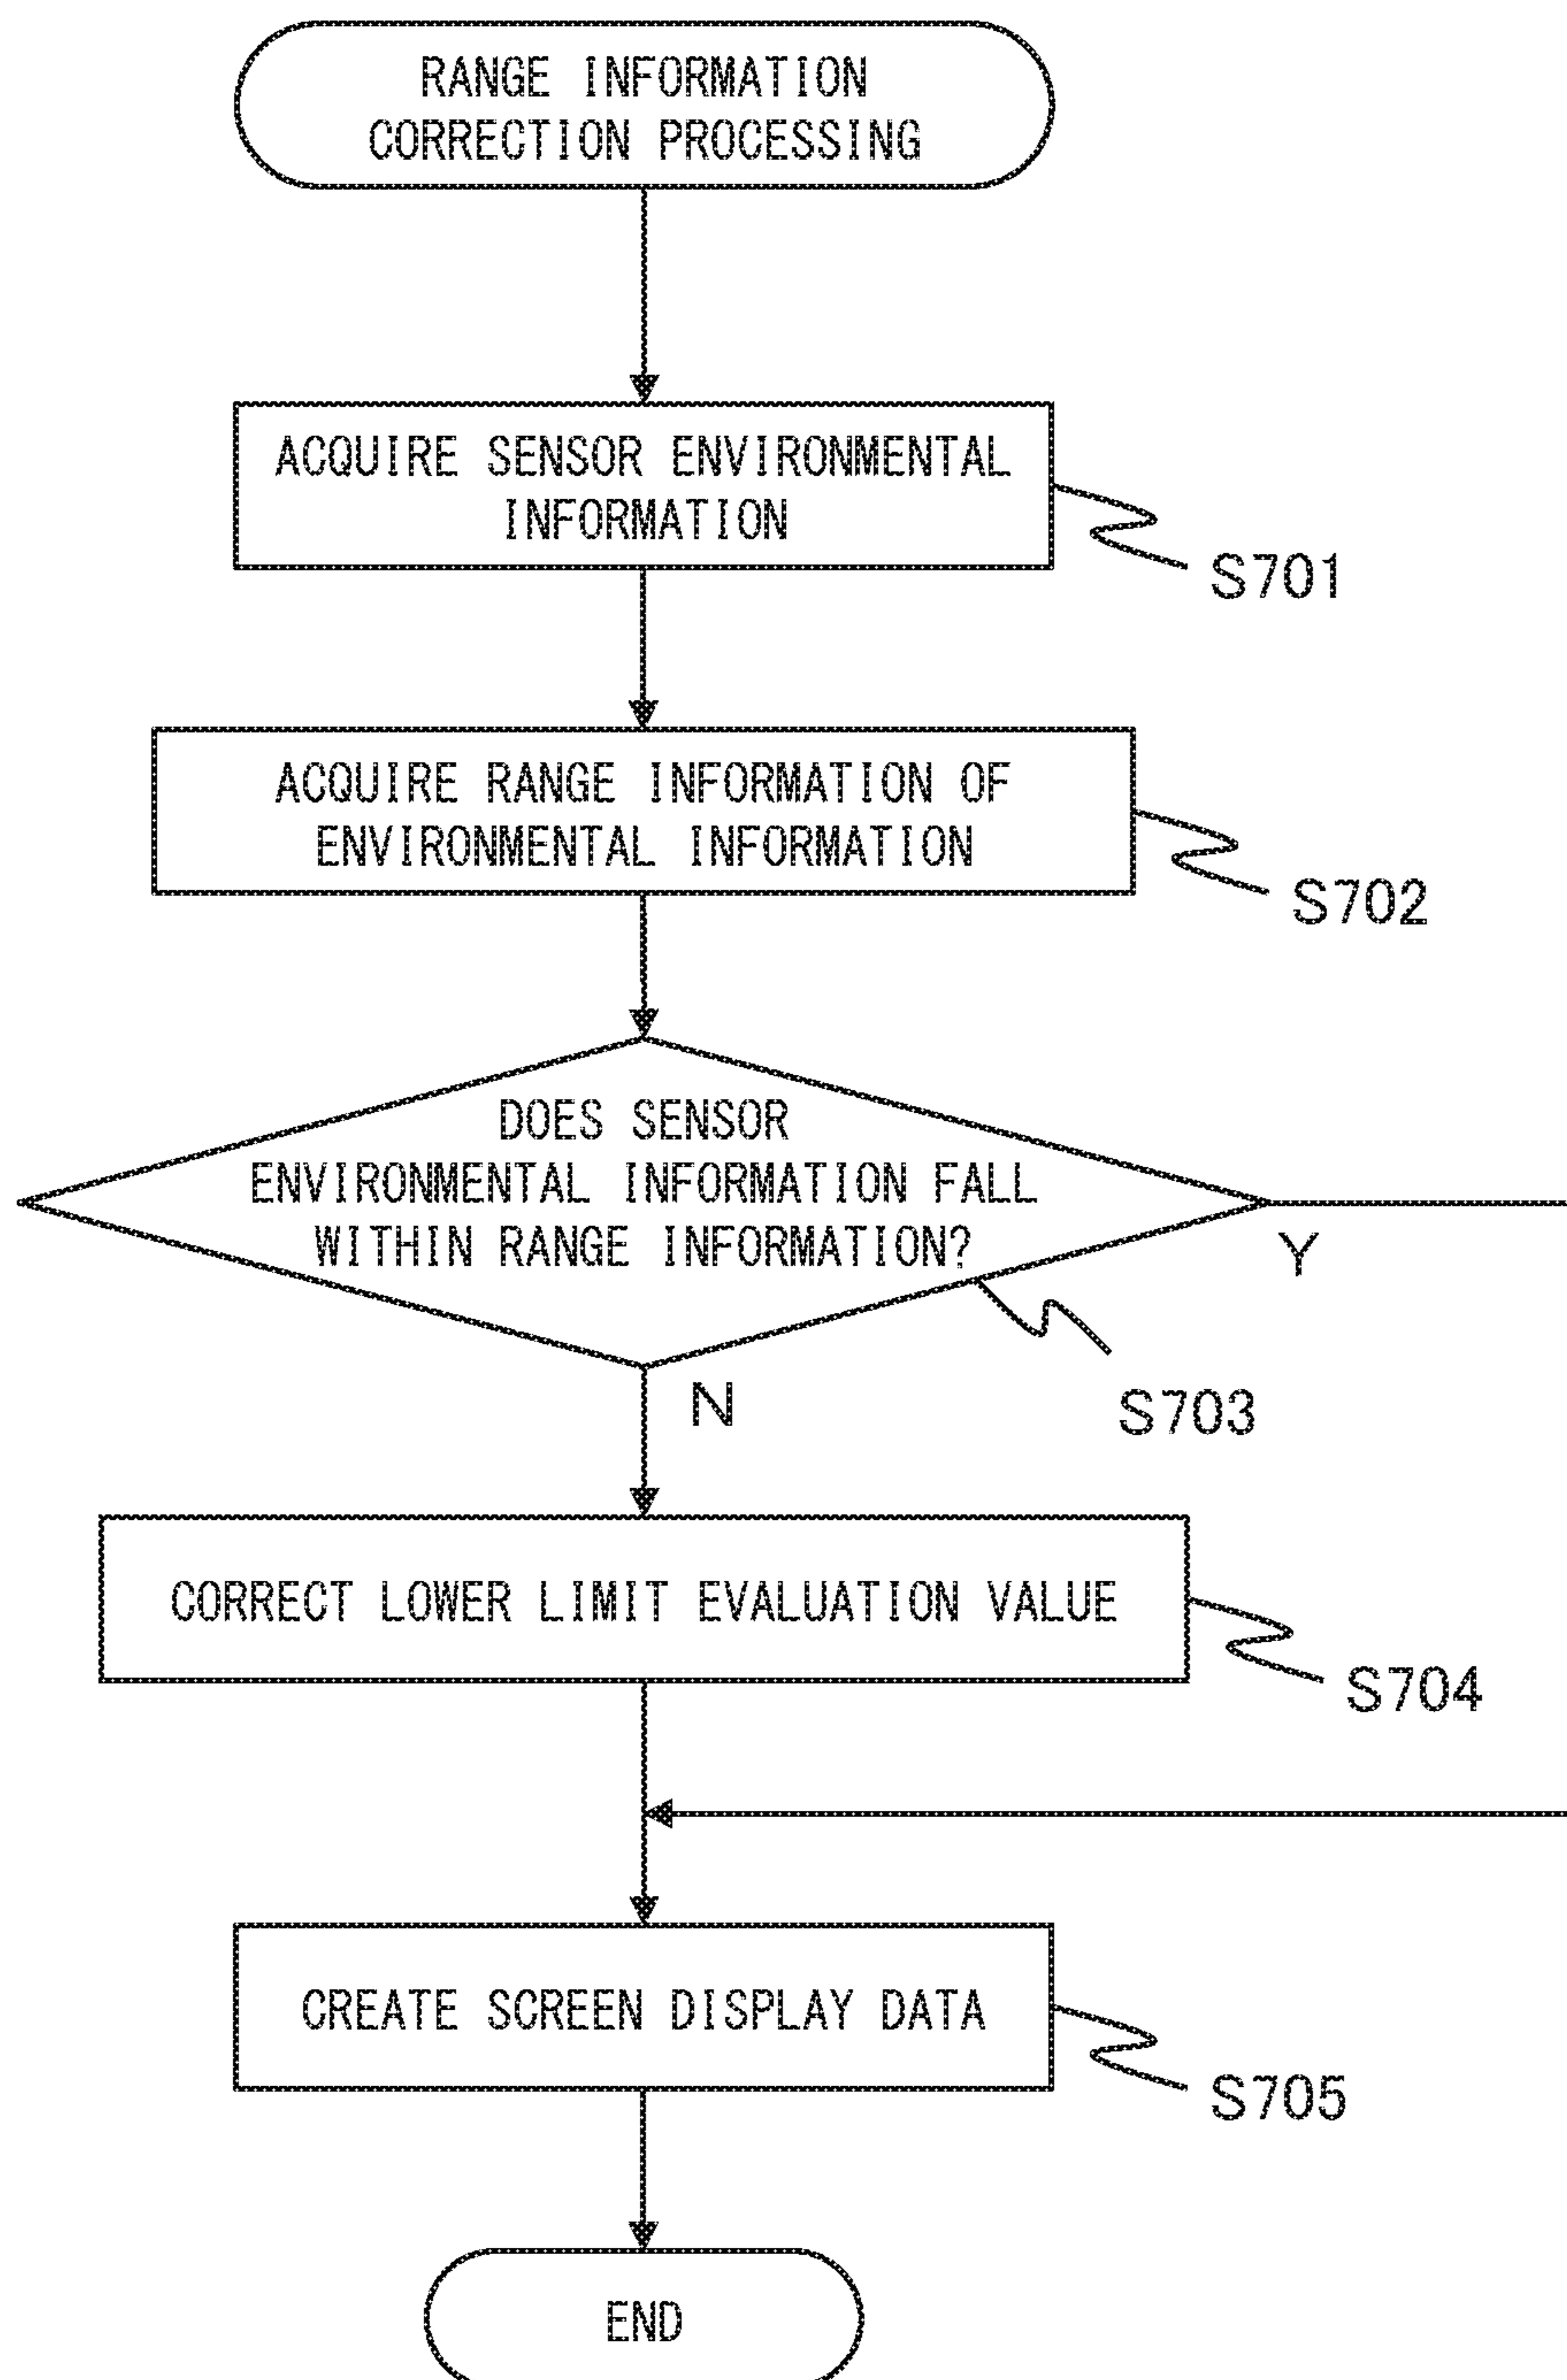 RANGE INFORMATION
CORRECTION PROCESSING
ACQUIRE SENSOR ENVIRONMENTAL
INFORMATION
S701
ACQUIRE RANGE INFORMATION OF
ENVIRONMENTAL INFORMATION
S702
DOES SENSOR
ENVIRONMENTAL INFORMATION FALL
WITHIN RANGE INFORMATION?
Y
N
S703
CORRECT LOWER LIMIT EVALUATION VALUE
S704
CREATE SCREEN DISPLAY DATA
S705
END